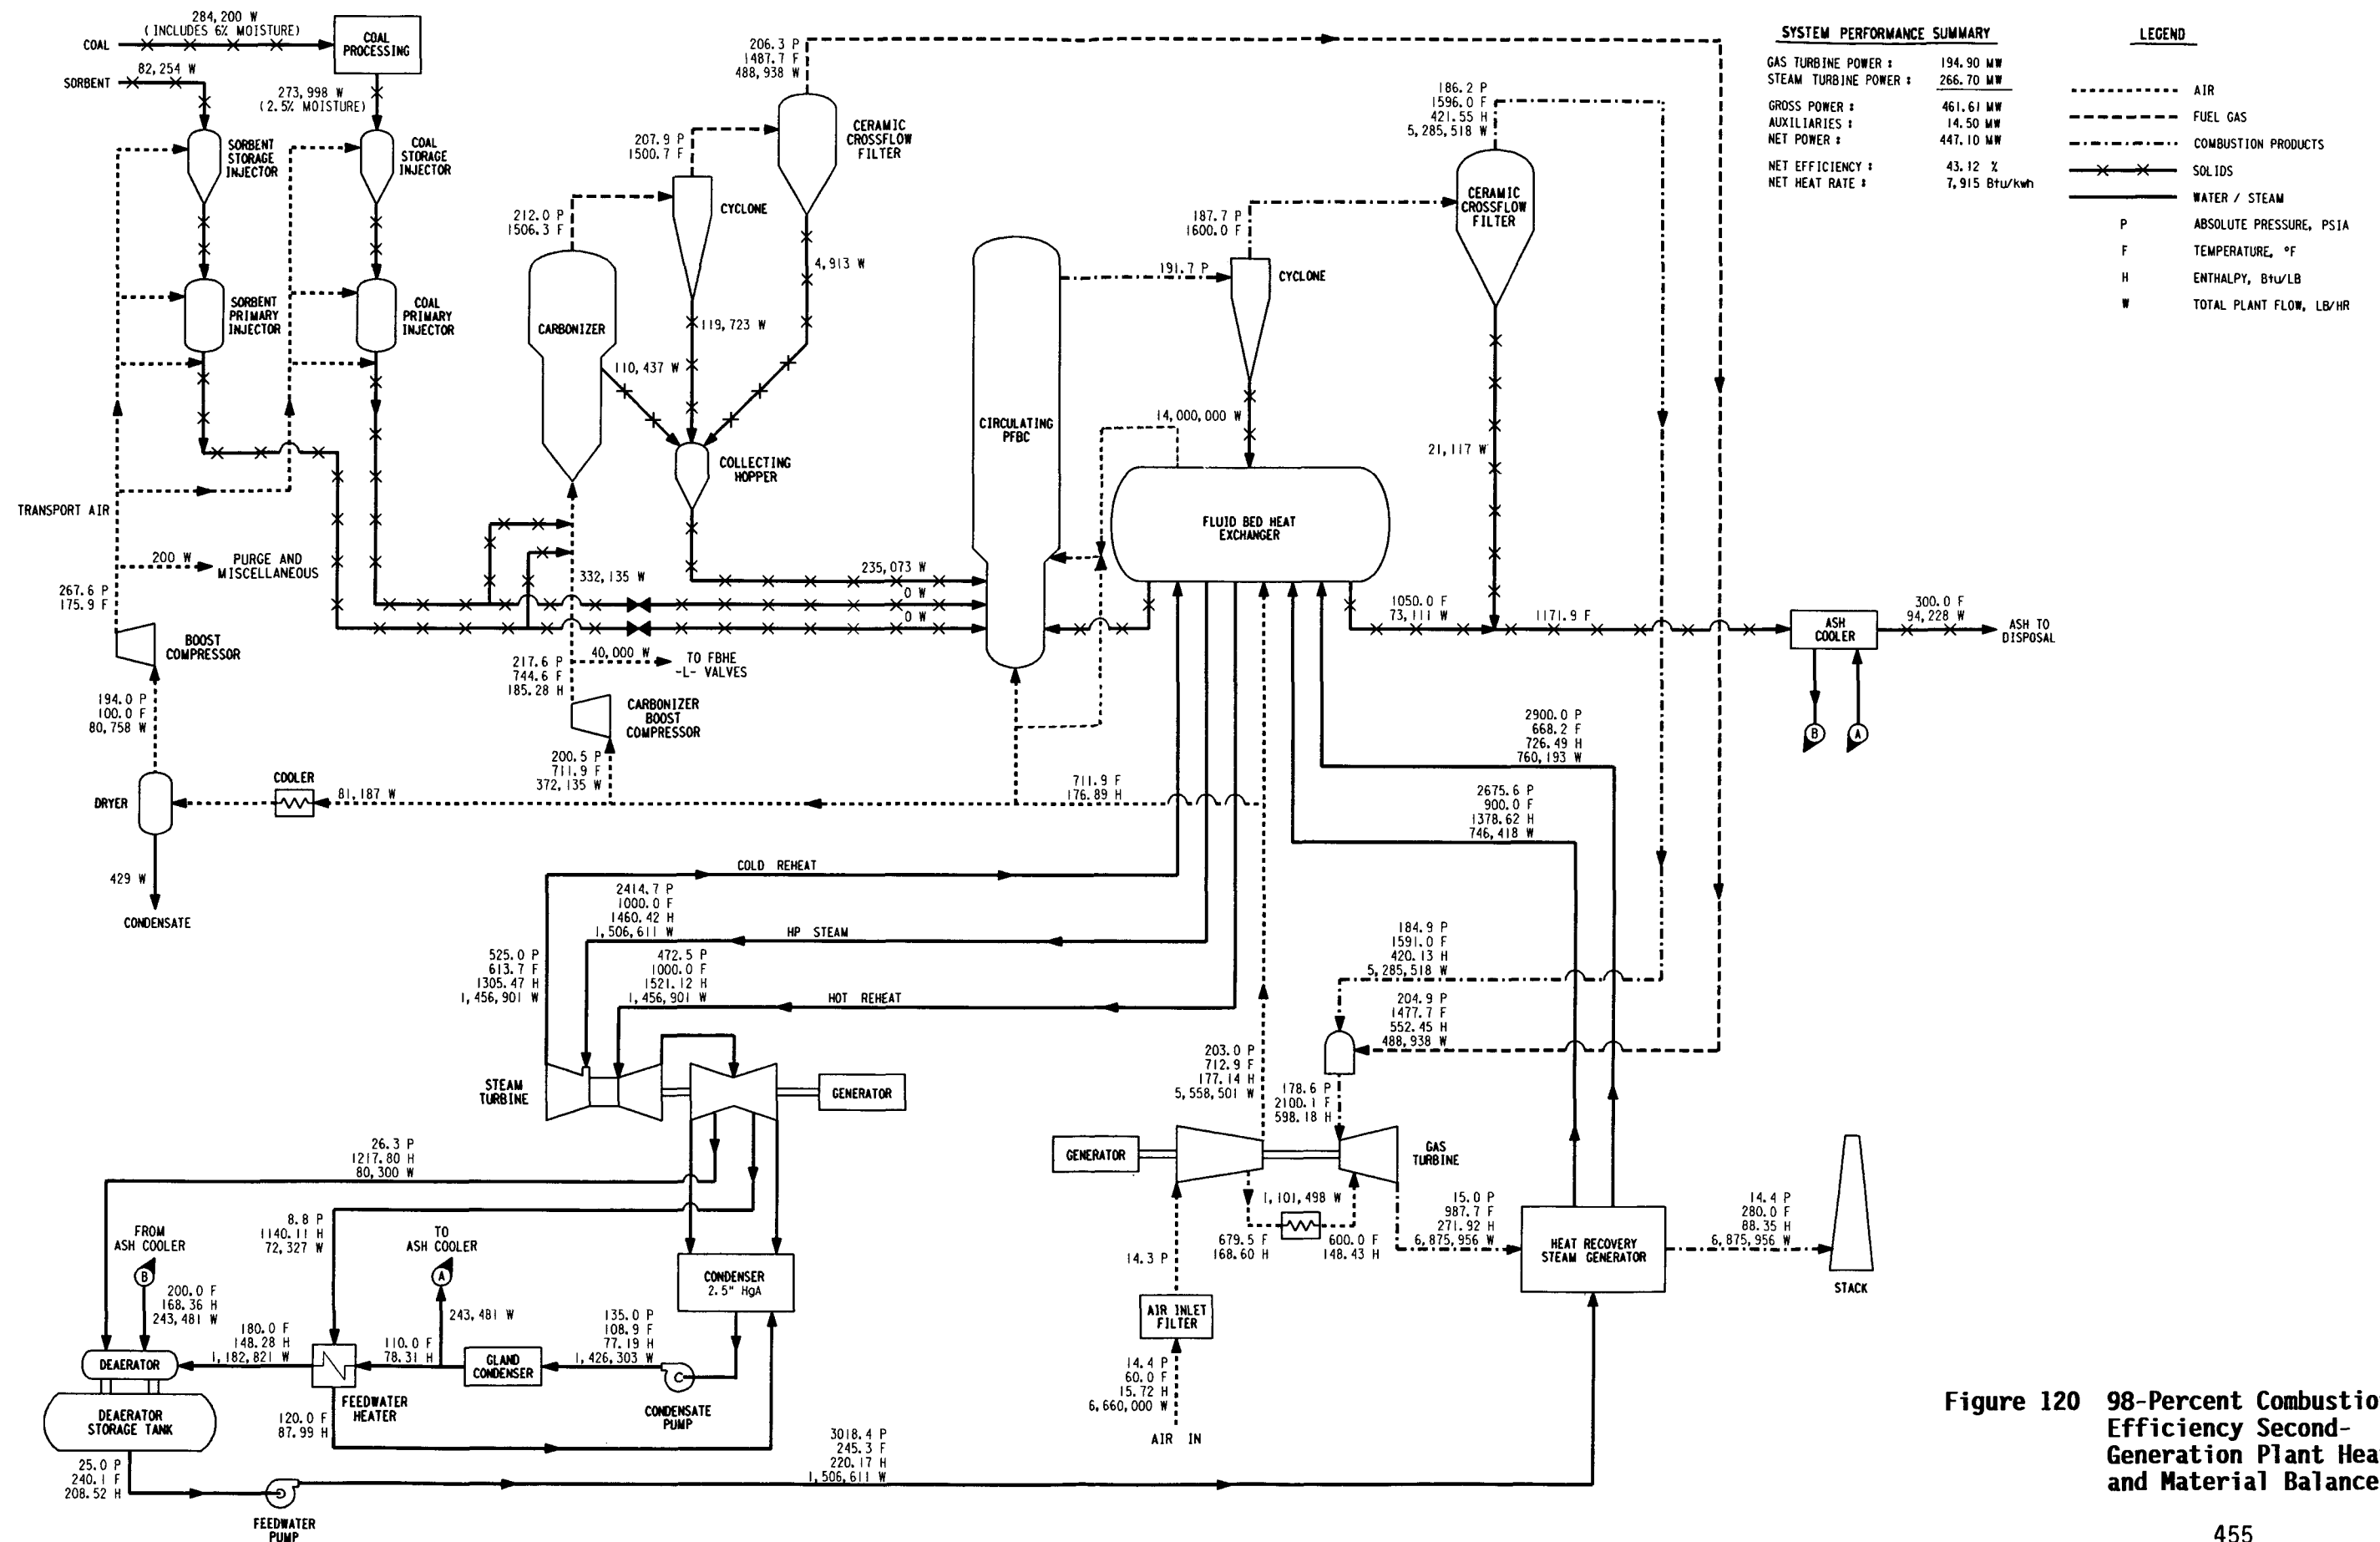 284,200 W
(INCLUDES 6% MOISTURE)
COAL
COAL
PROCESSING
SORBENT
82,254 W
273,998 W
(2.5% MOISTURE)
SORBENT
STORAGE
INJECTOR
COAL
STORAGE
INJECTOR
SORBENT
PRIMARY
INJECTOR
COAL
PRIMARY
INJECTOR
TRANSPORT AIR
200 W
PURGE AND
MISCELLANEOUS
267.6 P
175.9 F
BOOST
COMPRESSOR
194.0 P
100.0 F
80,758 W
DRYER
COOLER
81,187 W
429 W
CONDENSATE
206.3 P
1487.7 F
488,938 W
CERAMIC
CROSSFLOW
FILTER
207.9 P
1500.7 F
CYCLONE
212.0 P
1506.3 F
CARBONIZER
4,913 W
119,723 W
110,437 W
COLLECTING
HOPPER
332,135 W
235,073 W
0 W
0 W
40,000 W
TO FBHE
-L- VALVES
217.6 P
744.6 F
185.28 H
CARBONIZER
BOOST
COMPRESSOR
200.5 P
711.9 F
372,135 W
CIRCULATING
PFBC
191.7 P
187.7 P
1600.0 F
CYCLONE
14,000,000 W
FLUID BED HEAT
EXCHANGER
186.2 P
1596.0 F
421.55 H
5,285,518 W
CERAMIC
CROSSFLOW
FILTER
21,117 W
1050.0 F
73,111 W
1171.9 F
ASH
COOLER
300.0 F
94,228 W
ASH TO
DISPOSAL
B
A
711.9 F
176.89 H
2900.0 P
668.2 F
726.49 H
760,193 W
2675.6 P
900.0 F
1378.62 H
746,418 W
SYSTEM PERFORMANCE SUMMARY
GAS TURBINE POWER : 194.90 MW
STEAM TURBINE POWER : 266.70 MW
GROSS POWER : 461.61 MW
AUXILIARIES : 14.50 MW
NET POWER : 447.10 MW
NET EFFICIENCY : 43.12 %
NET HEAT RATE : 7,915 Btu/kwh
LEGEND
AIR
FUEL GAS
COMBUSTION PRODUCTS
SOLIDS
WATER / STEAM
P ABSOLUTE PRESSURE, PSIA
F TEMPERATURE, °F
H ENTHALPY, Btu/LB
W TOTAL PLANT FLOW, LB/HR
COLD REHEAT
2414.7 P
1000.0 F
1460.42 H
1,506,611 W
HP STEAM
525.0 P
613.7 F
1305.47 H
1,456,901 W
472.5 P
1000.0 F
1521.12 H
1,456,901 W
HOT REHEAT
STEAM
TURBINE
GENERATOR
184.9 P
1591.0 F
420.13 H
5,285,518 W
204.9 P
1477.7 F
552.45 H
488,938 W
203.0 P
712.9 F
177.14 H
5,558,501 W
178.6 P
2100.1 F
598.18 H
GENERATOR
GAS
TURBINE
1,101,498 W
679.5 F
168.60 H
600.0 F
148.43 H
15.0 P
987.7 F
271.92 H
6,875,956 W
HEAT RECOVERY
STEAM GENERATOR
14.4 P
280.0 F
88.35 H
6,875,956 W
STACK
14.3 P
AIR INLET
FILTER
14.4 P
60.0 F
15.72 H
6,660,000 W
AIR IN
26.3 P
1217.80 H
80,300 W
8.8 P
1140.11 H
72,327 W
FROM
ASH COOLER
B
200.0 F
168.36 H
243,481 W
TO
ASH COOLER
A
243,481 W
CONDENSER
2.5" HgA
180.0 F
148.28 H
1,182,821 W
110.0 F
78.31 H
135.0 P
108.9 F
77.19 H
1,426,303 W
GLAND
CONDENSER
CONDENSATE
PUMP
DEAERATOR
DEAERATOR
STORAGE TANK
FEEDWATER
HEATER
120.0 F
87.99 H
25.0 P
240.1 F
208.52 H
FEEDWATER
PUMP
3018.4 P
245.3 F
220.17 H
1,506,611 W
Figure 120 98-Percent Combustio
Efficiency Second-
Generation Plant Hea
and Material Balance
455